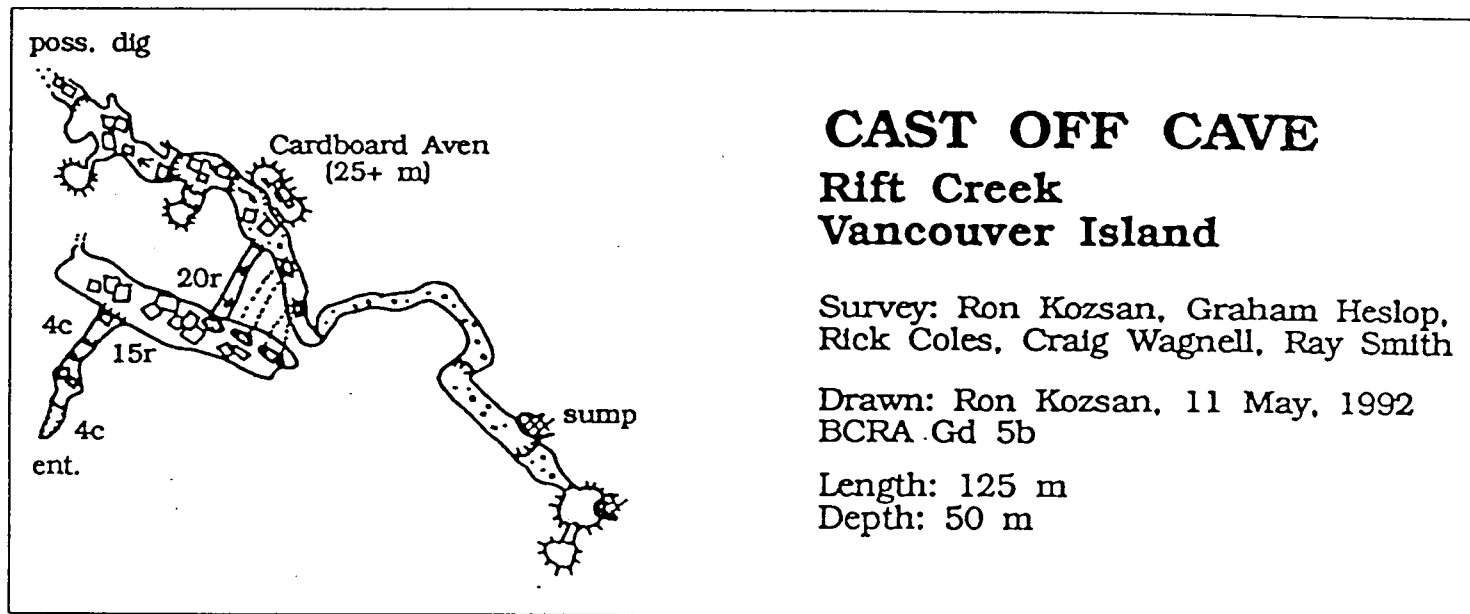 poss. dig
Cardboard Aven
(25+ m)
20r
4c
15r
4c
ent.
sump
CAST OFF CAVE
Rift Creek
Vancouver Island
Survey: Ron Kozsan, Graham Heslop,
Rick Coles, Craig Wagnell, Ray Smith
Drawn: Ron Kozsan, 11 May, 1992
BCRA Gd 5b
Length: 125 m
Depth: 50 m